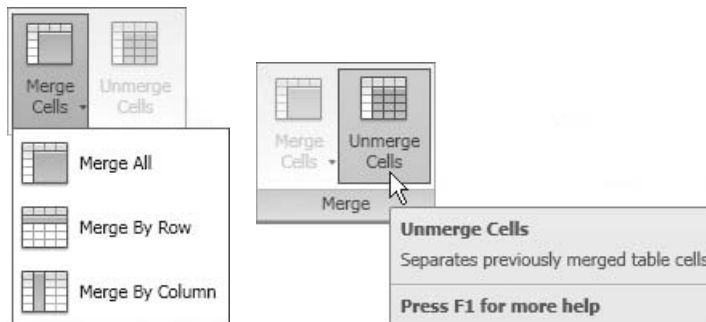 Merge
Cells
Unmerge
Cells
Merge All
Merge By Row
Merge By Column
Merge
Cells
Unmerge
Cells
Merge
Unmerge Cells
Separates previously merged table cells
Press F1 for more help